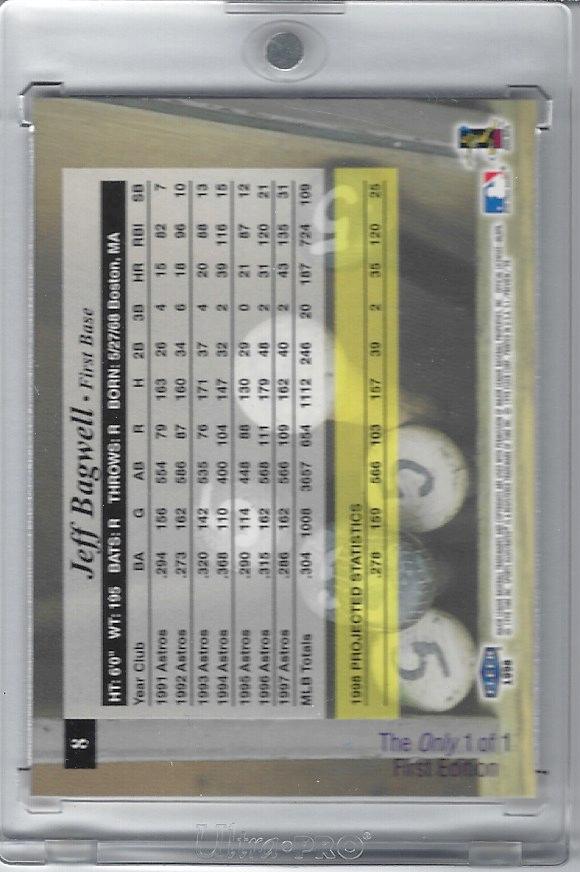 Jeff Bagwell • First Base
HT: 6'0" WT: 195 BATS: R THROWS: R BORN: 5/27/68 Boston, MA
Year Club BA G AB R H 2B 3B HR RBI SB
1991 Astros .294 156 554 79 163 26 4 15 82 7
1992 Astros .273 162 586 87 160 34 6 18 96 10
1993 Astros .320 142 535 76 171 37 4 20 88 13
1994 Astros .368 110 400 104 147 32 2 39 116 15
1995 Astros .290 114 448 88 130 29 0 21 87 12
1996 Astros .315 162 568 111 179 48 2 31 120 21
1997 Astros .286 162 566 109 162 40 2 43 135 31
MLB Totals .304 1008 3657 654 1112 246 20 187 724 109
1998 PROJECTED STATISTICS
.278 159 566 103 157 39 2 35 120 25
8
The Only 1 of 1
First Edition
5
C
5
1998
Ultra•PRO®